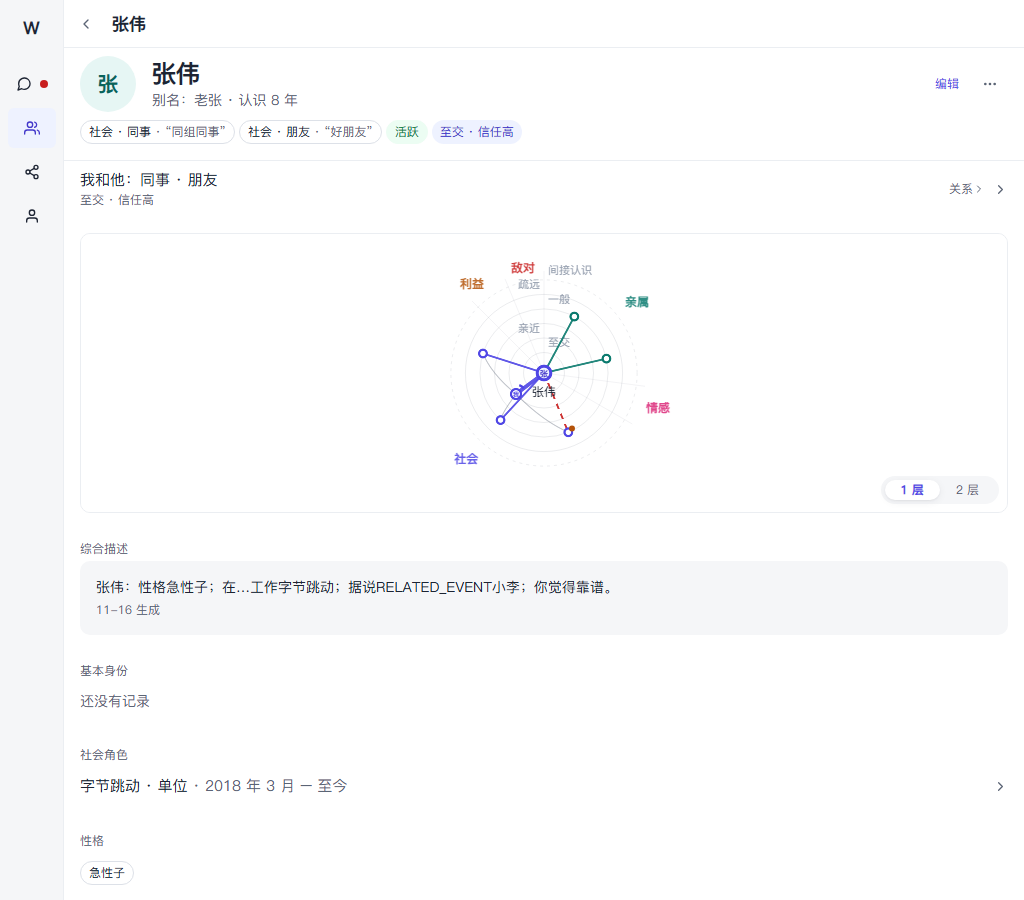 W
张伟
张
张伟
编辑
别名：老张 · 认识 8 年
社会 · 同事 · “同组同事”
社会 · 朋友 · “好朋友”
活跃
至交 · 信任高
我和他：同事 · 朋友
至交 · 信任高
关系
敌对
间接认识
利益
疏远
一般
亲属
亲近
至交
张
张伟
情感
社会
1 层
2 层
综合描述
张伟：性格急性子；在…工作字节跳动；据说RELATED_EVENT小李；你觉得靠谱。
11-16 生成
基本身份
还没有记录
社会角色
字节跳动 · 单位 · 2018 年 3 月 — 至今
性格
急性子